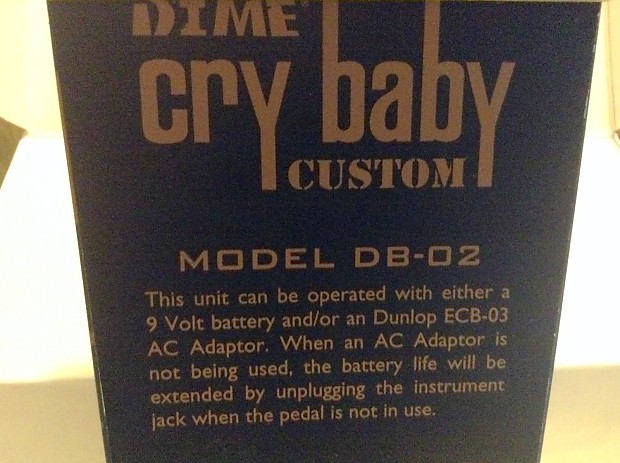 DIME
cry baby
CUSTOM
MODEL DB-02
This unit can be operated with either a
9 Volt battery and/or an Dunlop ECB-03
AC Adaptor. When an AC Adaptor is
not being used, the battery life will be
extended by unplugging the instrument
jack when the pedal is not in use.